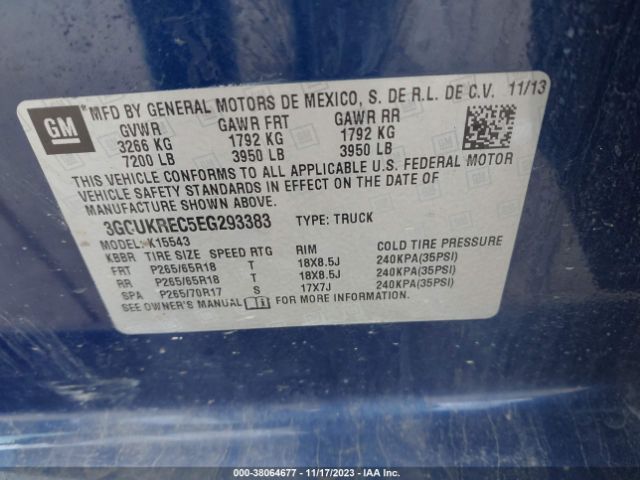 GM
MFD BY GENERAL MOTORS DE MEXICO, S. DE R.L. DE C.V. 11/13
GVWR GAWR FRT GAWR RR
3266 KG 1792 KG 1792 KG
7200 LB 3950 LB 3950 LB
THIS VEHICLE CONFORMS TO ALL APPLICABLE U.S. FEDERAL MOTOR
VEHICLE SAFETY STANDARDS IN EFFECT ON THE DATE OF
MANUFACTURE SHOWN ABOVE.
3GCUKREC5EG293383 TYPE: TRUCK
MODEL: K15543
KBBR TIRE SIZE SPEED RTG RIM COLD TIRE PRESSURE
FRT P265/65R18 T 18X8.5J 240KPA(35PSI)
RR P265/65R18 T 18X8.5J 240KPA(35PSI)
SPA P265/70R17 S 17X7J 240KPA(35PSI)
SEE OWNER'S MANUAL FOR MORE INFORMATION.
000-38064677 - 11/17/2023 - IAA Inc.